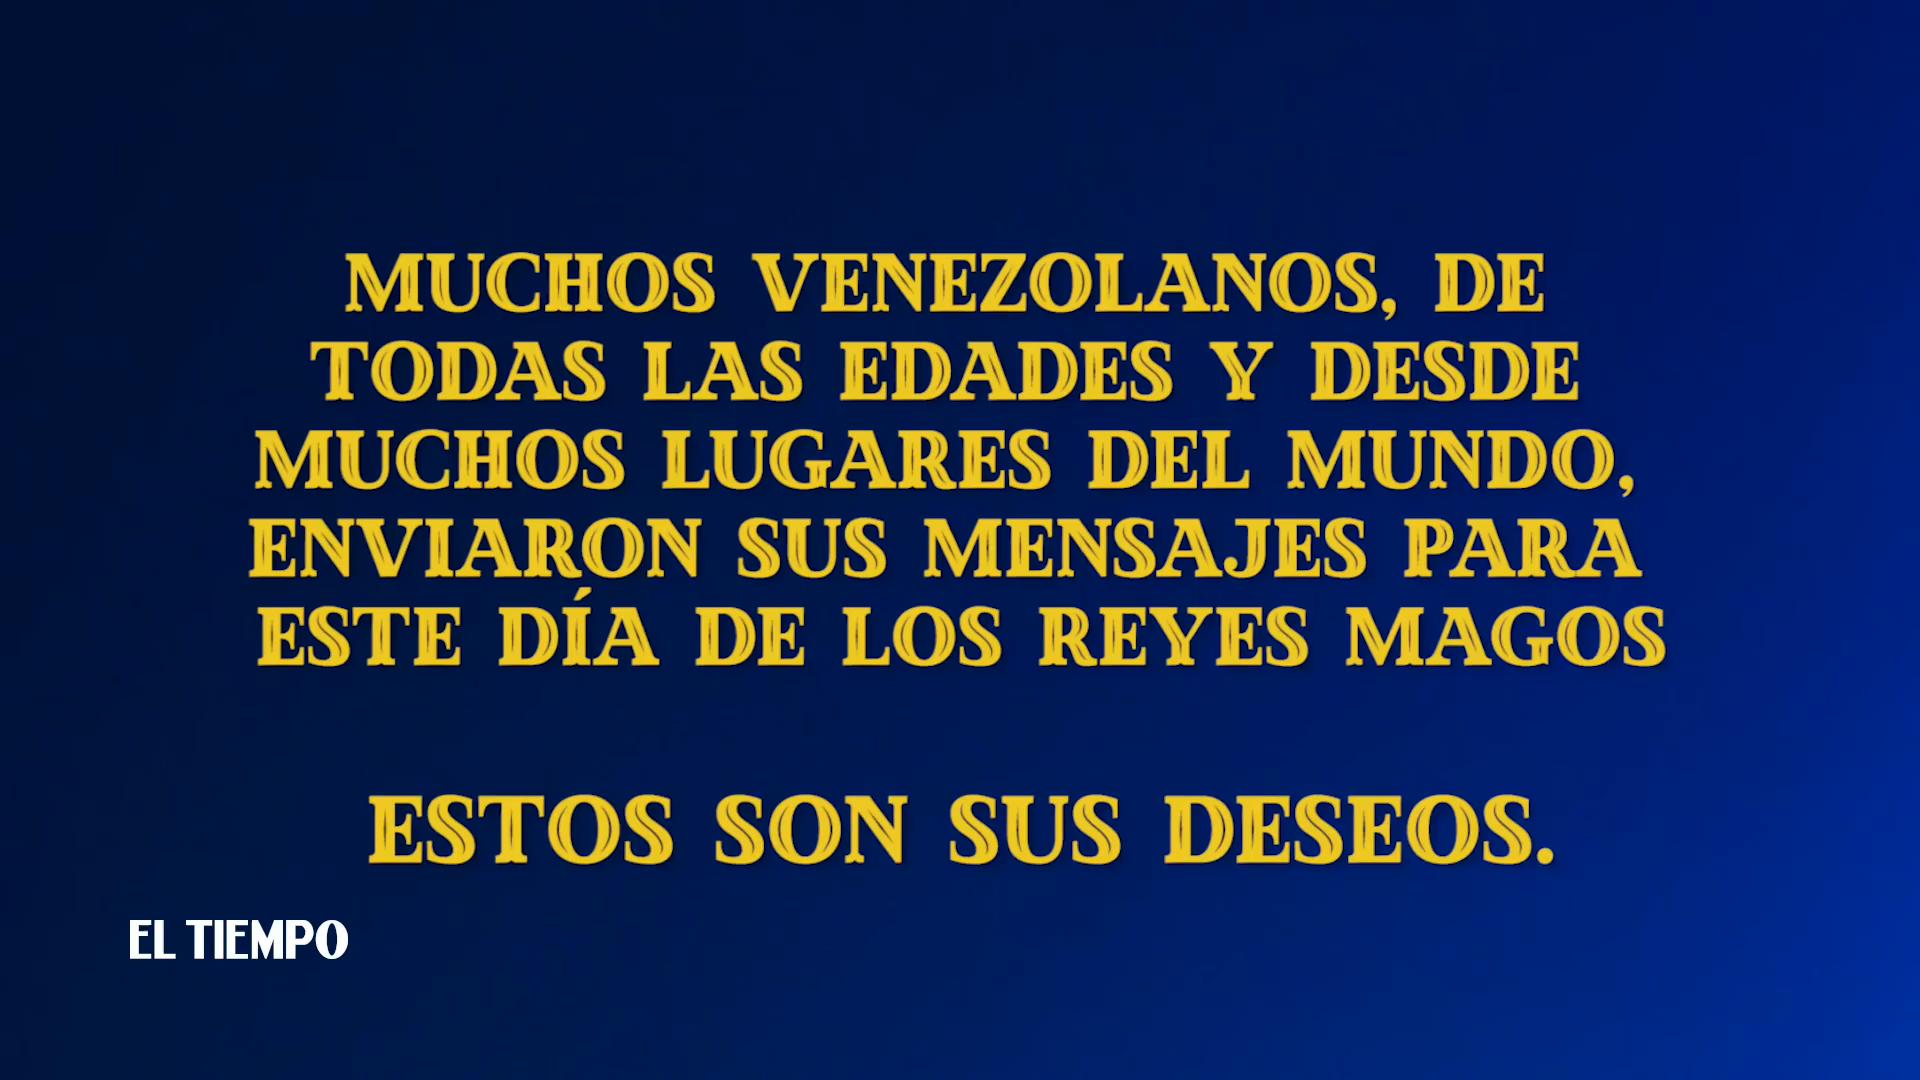 MUCHOS VENEZOLANOS, DE
TODAS LAS EDADES Y DESDE
MUCHOS LUGARES DEL MUNDO,
ENVIARON SUS MENSAJES PARA
ESTE DÍA DE LOS REYES MAGOS
ESTOS SON SUS DESEOS.
EL TIEMPO